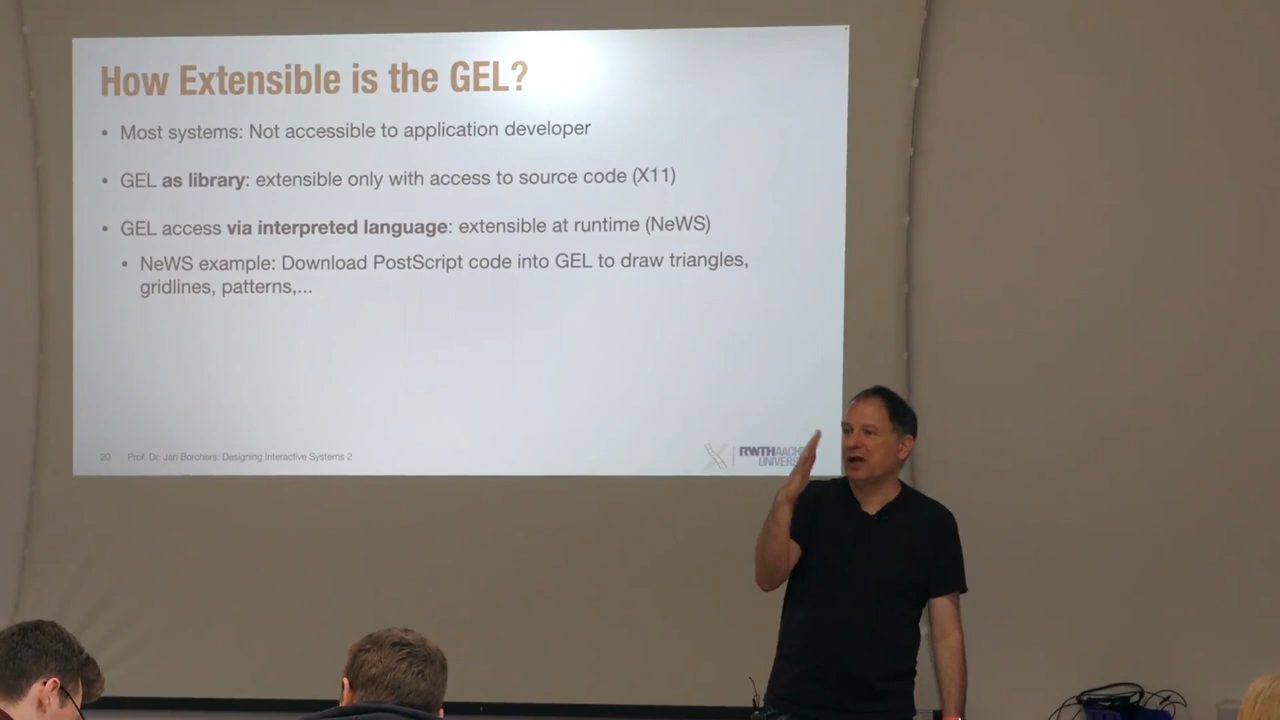 How Extensible is the GEL?
• Most systems: Not accessible to application developer
• GEL as library: extensible only with access to source code (X11)
• GEL access via interpreted language: extensible at runtime (NeWS)
• NeWS example: Download PostScript code into GEL to draw triangles,
gridlines, patterns,...
20 Prof. Dr. Jan Borchers: Designing Interactive Systems 2
RWTH